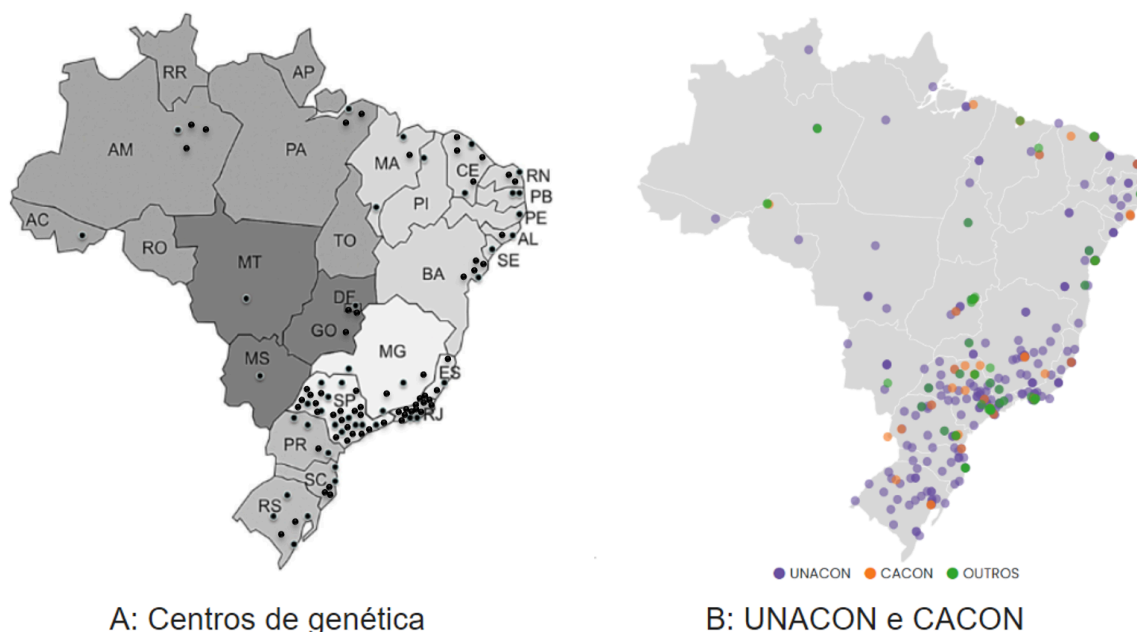 RR
AP
AM
PA
MA
CE
RN
PB
PI
PE
AC
AL
TO
SE
RO
BA
MT
DF
GO
MG
MS
ES
SP
RJ
PR
SC
RS
UNACON CACON OUTROS
A: Centros de genética
B: UNACON e CACON